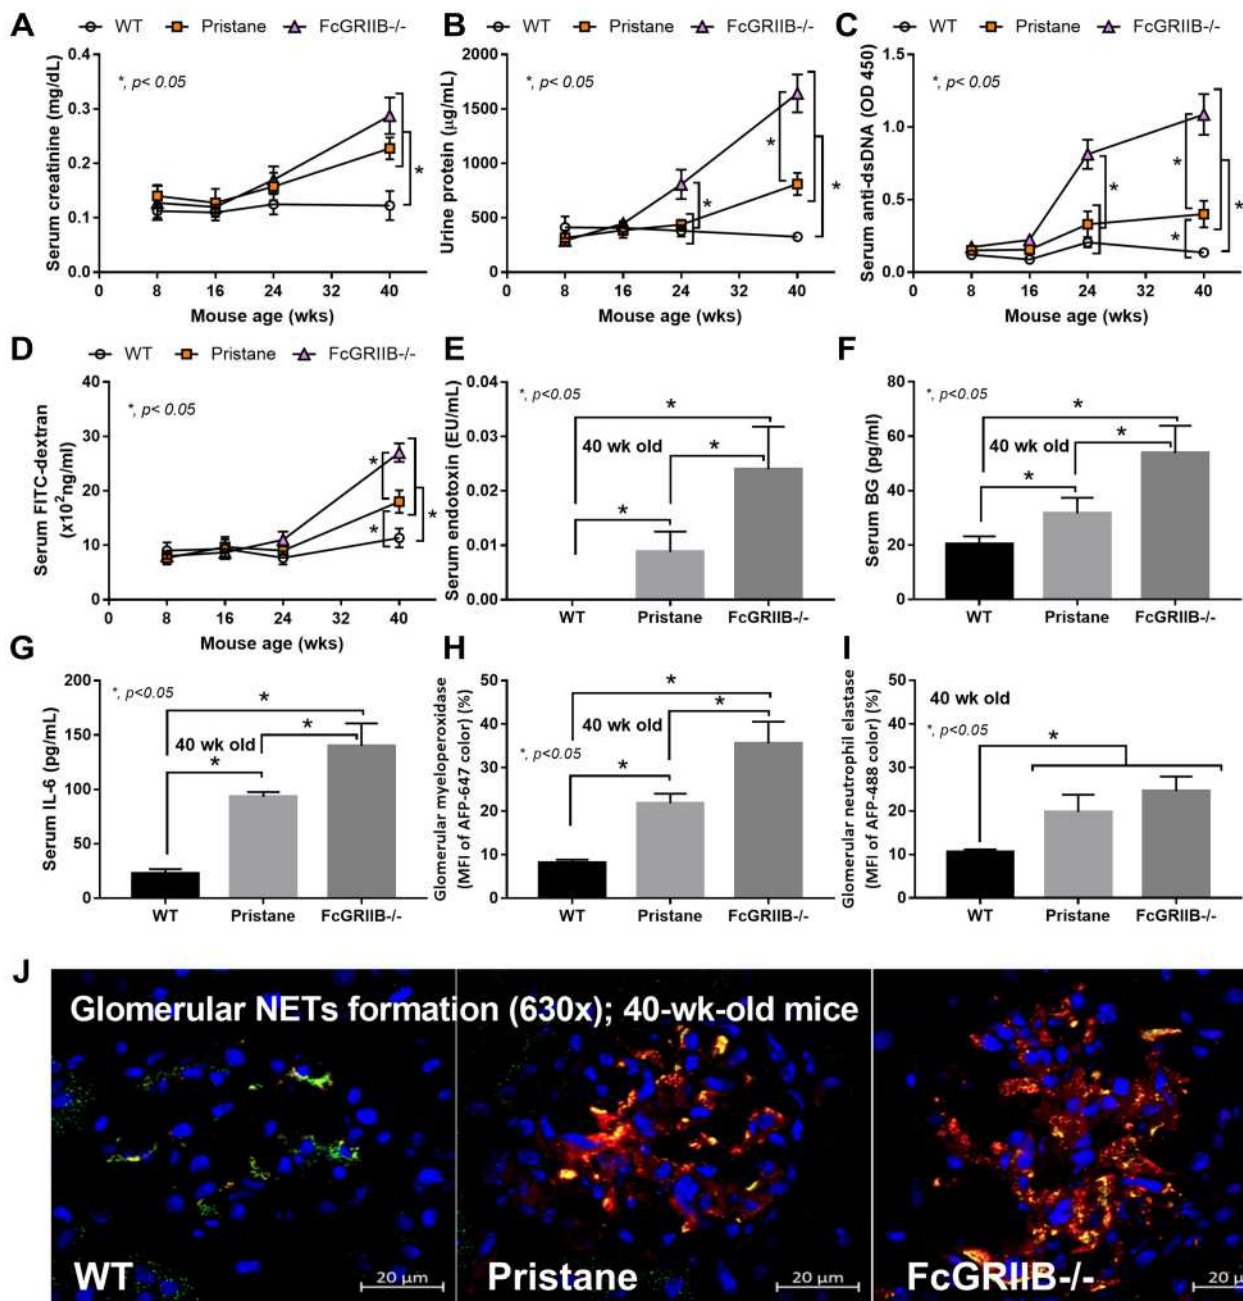 A
WT Pristane FcGRIIB-/-
*, p< 0.05
Serum creatinine (mg/dL)
0.4
0.3
0.2
0.1
0.0
0 8 16 24 32 40
Mouse age (wks)
*
B
WT Pristane FcGRIIB-/-
*, p< 0.05
Urine protein (µg/mL)
2000
1500
1000
500
0
0 8 16 24 32 40
Mouse age (wks)
* * *
C
WT Pristane FcGRIIB-/-
*, p< 0.05
Serum anti-dsDNA (OD 450)
1.5
1.0
0.5
0.0
0 8 16 24 32 40
Mouse age (wks)
* * * *
D
WT Pristane FcGRIIB-/-
*, p< 0.05
Serum FITC-dextran
(x10²ng/ml)
40
30
20
10
0
0 8 16 24 32 40
Mouse age (wks)
* * *
E
*, p<0.05
Serum endotoxin (EU/mL)
0.04
0.03
0.02
0.01
0.00
40 wk old
* * *
WT Pristane FcGRIIB-/-
F
*, p<0.05
Serum BG (pg/ml)
80
60
40
20
0
40 wk old
* * *
WT Pristane FcGRIIB-/-
G
*, p<0.05
Serum IL-6 (pg/mL)
200
150
100
50
0
40 wk old
* * *
WT Pristane FcGRIIB-/-
H
Glomerular myeloperoxidase
(MFI of AFP-647 color) (%)
50
40
30
20
10
0
40 wk old
*, p<0.05
* * *
WT Pristane FcGRIIB-/-
I
Glomerular neutrophil elastase
(MFI of AFP-488 color) (%)
50
40
30
20
10
0
40 wk old
*, p<0.05
*
WT Pristane FcGRIIB-/-
J
Glomerular NETs formation (630x); 40-wk-old mice
WT
20 µm
Pristane
20 µm
FcGRIIB-/-
20 µm